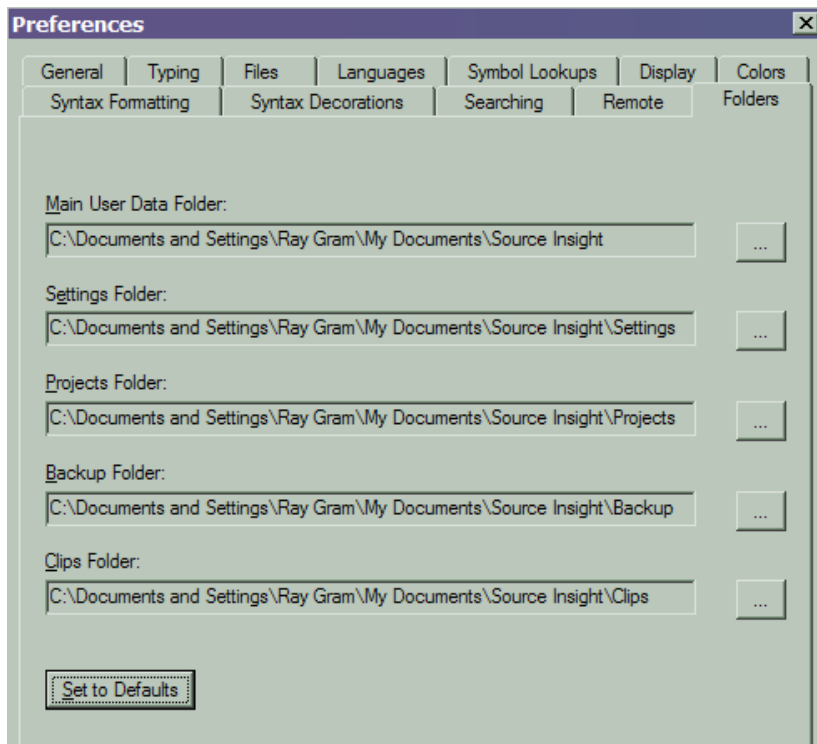 Preferences
General Typing Files Languages Symbol Lookups Display Colors
Syntax Formatting Syntax Decorations Searching Remote Folders
Main User Data Folder:
C:\Documents and Settings\Ray Gram\My Documents\Source Insight
...
Settings Folder:
C:\Documents and Settings\Ray Gram\My Documents\Source Insight\Settings
...
Projects Folder:
C:\Documents and Settings\Ray Gram\My Documents\Source Insight\Projects
...
Backup Folder:
C:\Documents and Settings\Ray Gram\My Documents\Source Insight\Backup
...
Clips Folder:
C:\Documents and Settings\Ray Gram\My Documents\Source Insight\Clips
...
Set to Defaults